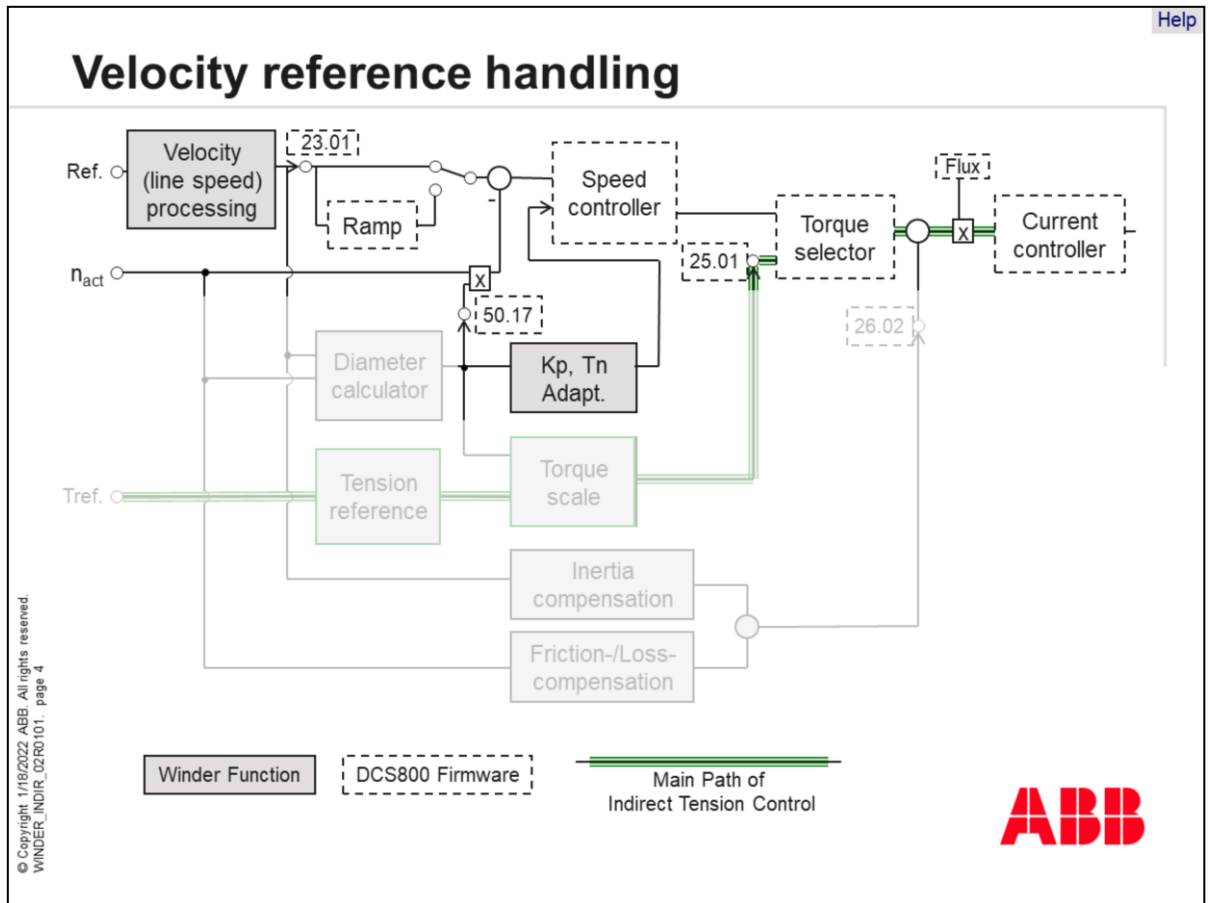 Help
Velocity reference handling
Ref.
Velocity
(line speed)
processing
23.01
Ramp
-
Speed
controller
Flux
Torque
selector
x
Current
controller
n act
x
25.01
50.17
26.02
Diameter
calculator
Kp, Tn
Adapt.
Tref.
Tension
reference
Torque
scale
Inertia
compensation
Friction-/Loss-
compensation
Winder Function
DCS800 Firmware
Main Path of
Indirect Tension Control
ABB
© Copyright 1/18/2022 ABB. All rights reserved.
WINDER_INDIR_02R0101. page 4